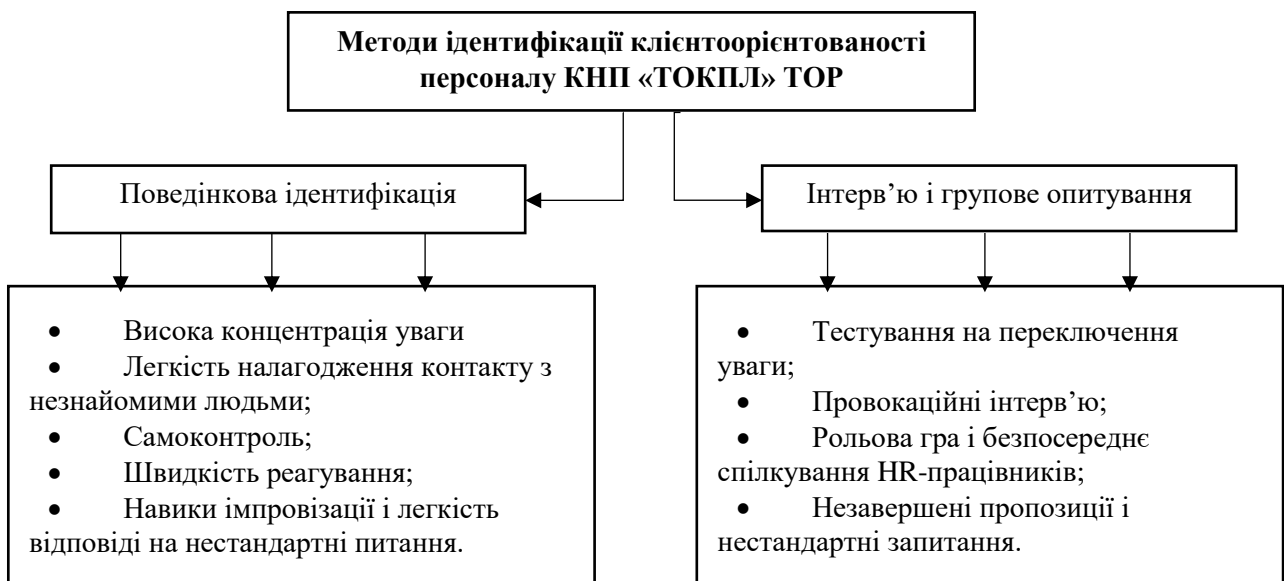 Методи ідентифікації клієнтоорієнтованості
персоналу КНП «ТОКПЛ» ТОР
Поведінкова ідентифікація
Інтерв’ю і групове опитування
• Висока концентрація уваги
• Легкість налагодження контакту з
незнайомими людьми;
• Самоконтроль;
• Швидкість реагування;
• Навики імпровізації і легкість
відповіді на нестандартні питання.
• Тестування на переключення
уваги;
• Провокаційні інтерв’ю;
• Рольова гра і безпосереднє
спілкування HR-працівників;
• Незавершені пропозиції і
нестандартні запитання.